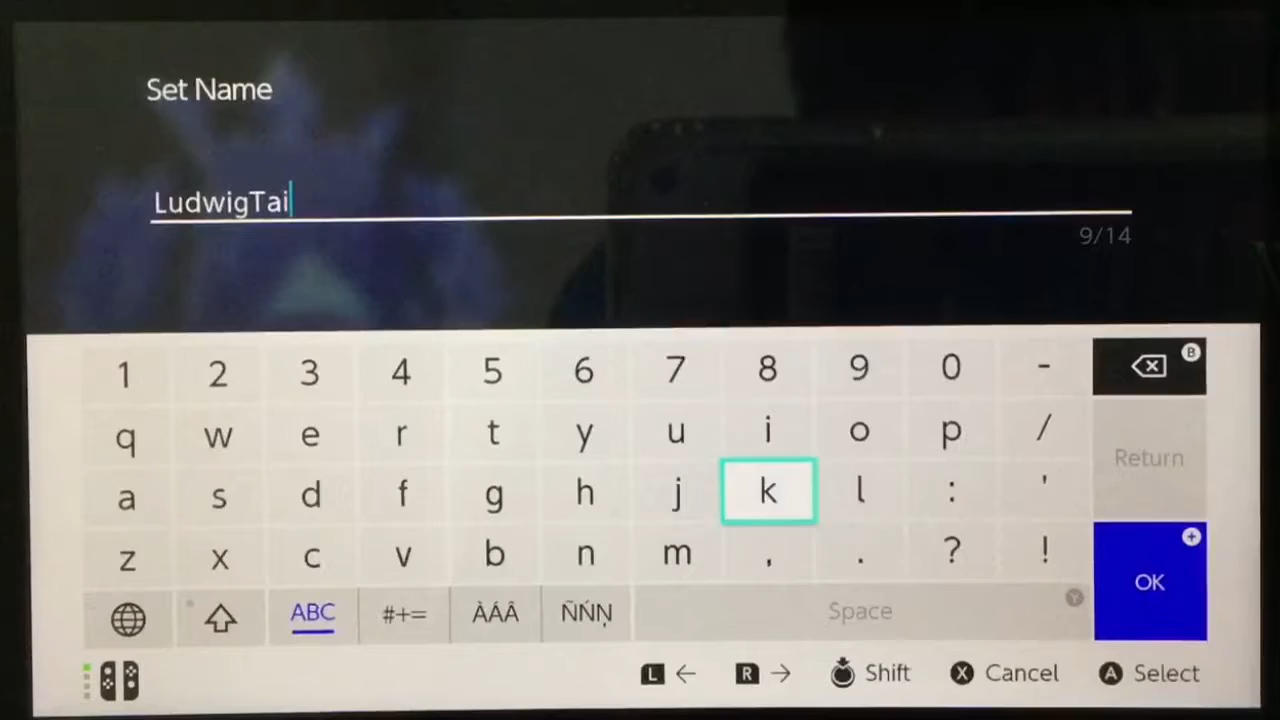 Set Name
LudwigTai
9/14
1 2 3 4 5 6 7 8 9 0 - B
q w e r t y u i o p / Return
a s d f g h j k l : '
z x c v b n m , . ? ! +
OK
ABC #+= ÀÁÂ ÑŃŅ Space Y
L ← R → Shift X Cancel A Select